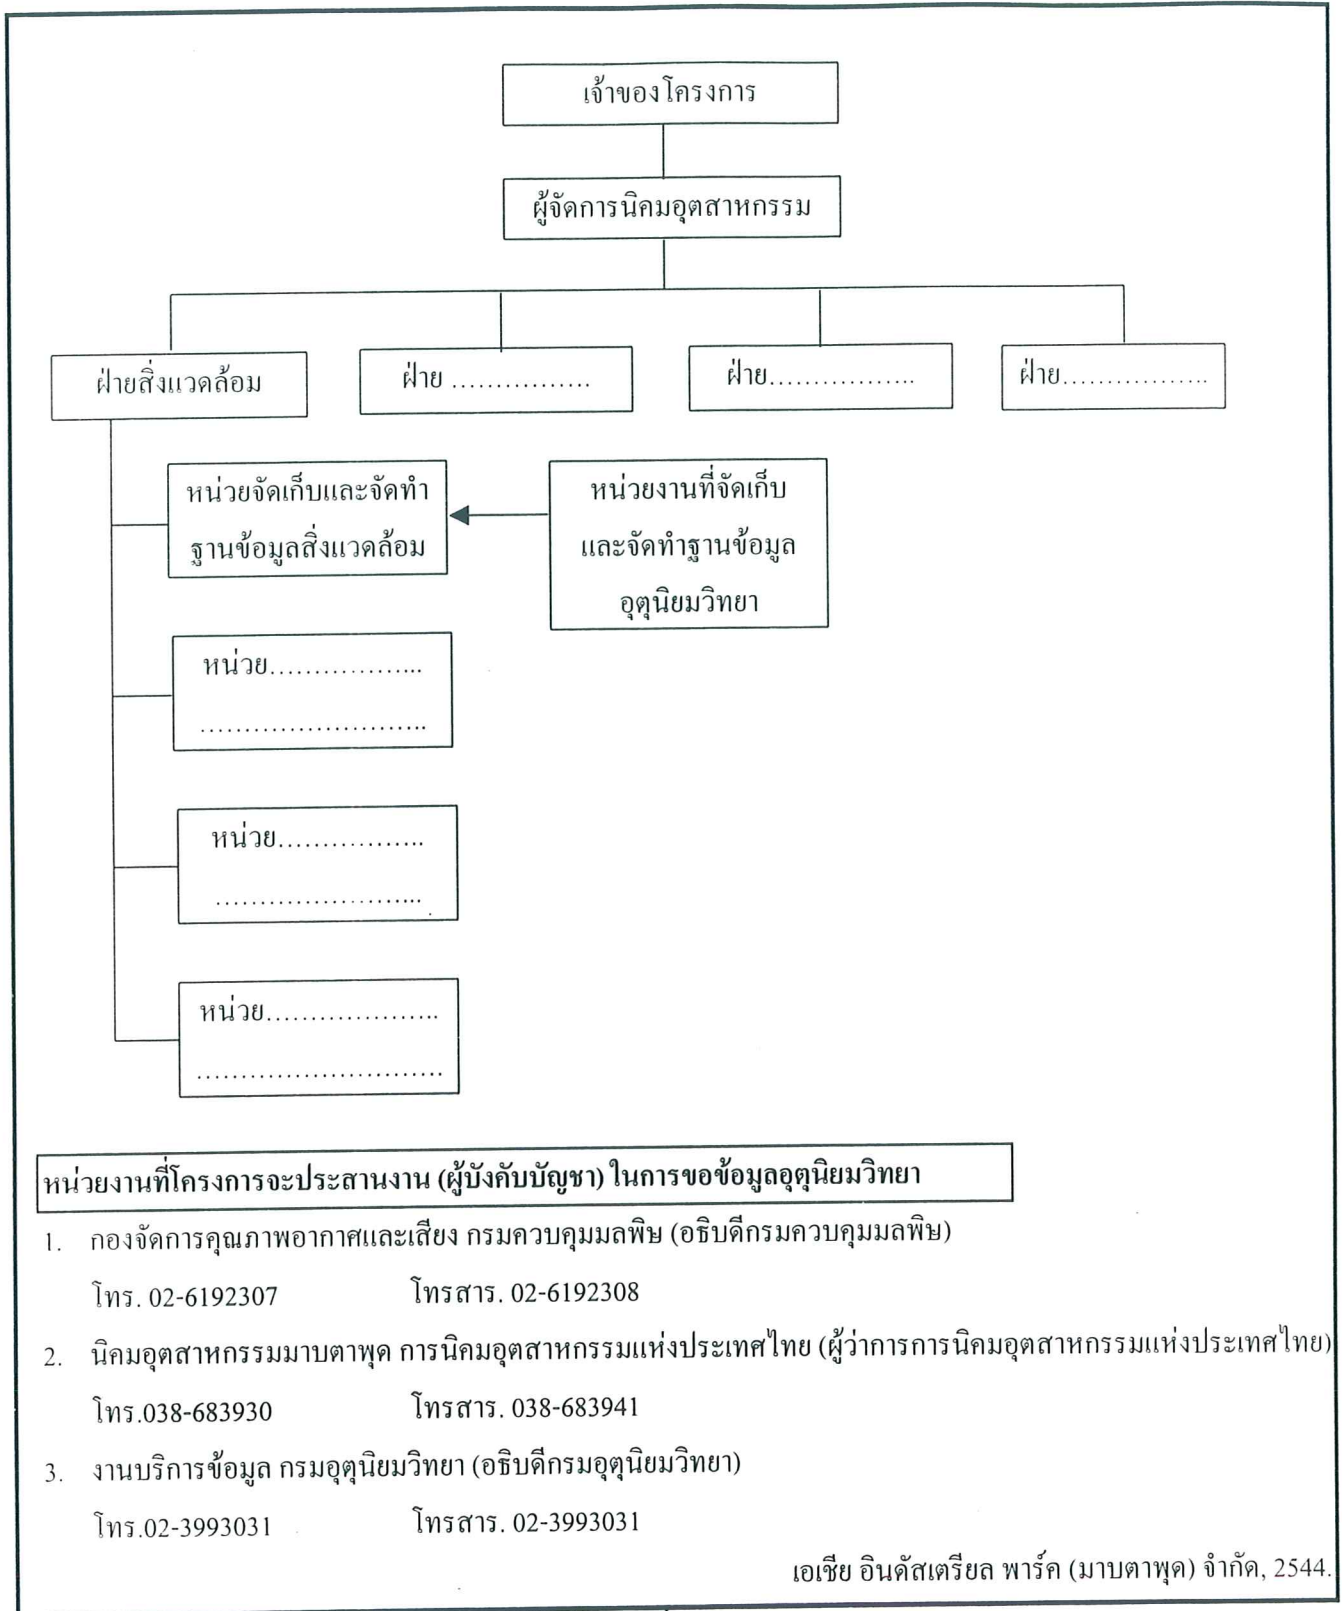 เจ้าของโครงการ
ผู้จัดการนิคมอุตสาหกรรม
ฝ่ายสิ่งแวดล้อม
ฝ่าย ................
ฝ่าย.................
ฝ่าย.................
หน่วยจัดเก็บและจัดทำ
ฐานข้อมูลสิ่งแวดล้อม
หน่วยงานที่จัดเก็บ
และจัดทำฐานข้อมูล
อุตุนิยมวิทยา
หน่วย.................
..........................
หน่วย.................
........................
หน่วย....................
............................
หน่วยงานที่โครงการจะประสานงาน (ผู้บังคับบัญชา) ในการขอข้อมูลอุตุนิยมวิทยา
1. กองจัดการคุณภาพอากาศและเสียง กรมควบคุมมลพิษ (อธิบดีกรมควบคุมมลพิษ)
โทร. 02-6192307 โทรสาร. 02-6192308
2. นิคมอุตสาหกรรมมาบตาพุด การนิคมอุตสาหกรรมแห่งประเทศไทย (ผู้ว่าการการนิคมอุตสาหกรรมแห่งประเทศไทย)
โทร.038-683930 โทรสาร. 038-683941
3. งานบริการข้อมูล กรมอุตุนิยมวิทยา (อธิบดีกรมอุตุนิยมวิทยา)
โทร.02-3993031 โทรสาร. 02-3993031
เอเชีย อินดัสเตรียล พาร์ค (มาบตาพุด) จำกัด, 2544.